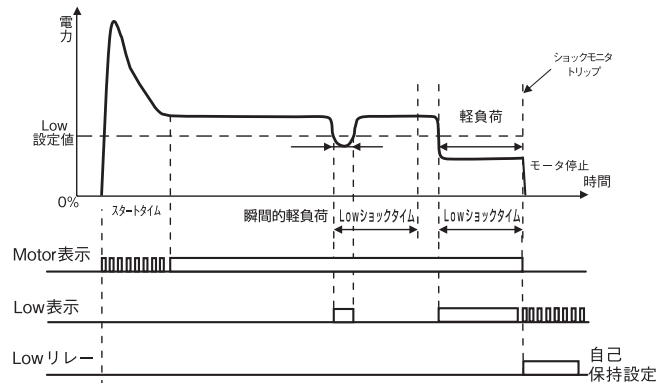 電
力
ショックモニタ
トリップ
Low
設定値
軽負荷
モータ停止
時間
0%
スタートタイム
瞬間的軽負荷
Lowショックタイム
Lowショックタイム
Motor表示
Low表示
Lowリレー
自己
保持設定